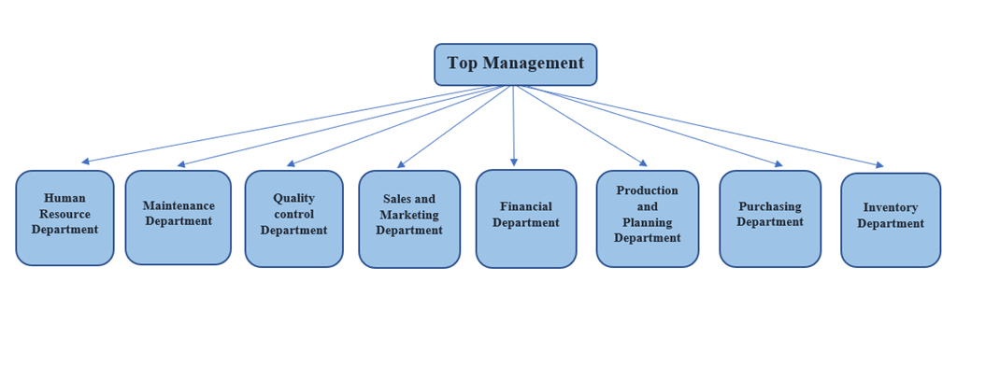 Top Management
Human
Resource
Department
Maintenance
Department
Quality
control
Department
Sales and
Marketing
Department
Financial
Department
Production
and
Planning
Department
Purchasing
Department
Inventory
Department